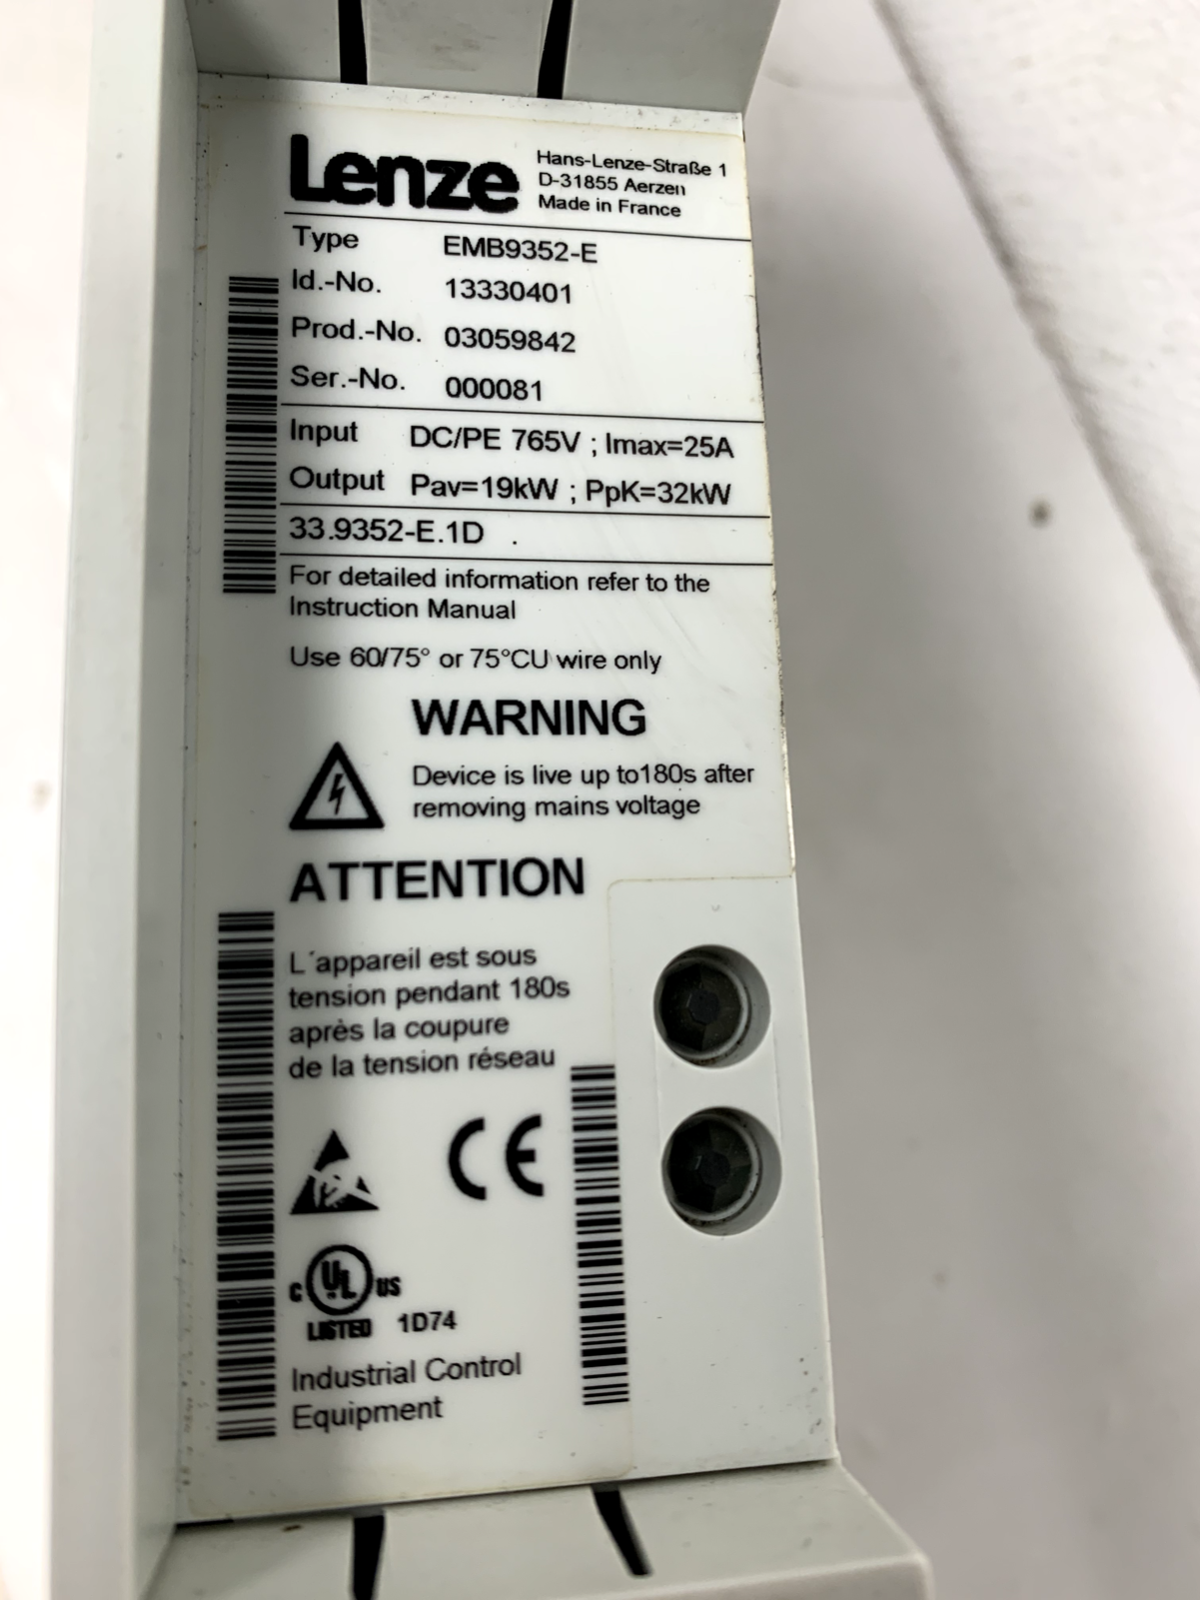 Lenze
Hans-Lenze-Straße 1
D-31855 Aerzen
Made in France
Type EMB9352-E
Id.-No. 13330401
Prod.-No. 03059842
Ser.-No. 000081
Input DC/PE 765V ; Imax=25A
Output Pav=19kW ; PpK=32kW
33.9352-E.1D .
For detailed information refer to the
Instruction Manual
Use 60/75° or 75°CU wire only
WARNING
Device is live up to180s after
removing mains voltage
ATTENTION
L´appareil est sous
tension pendant 180s
après la coupure
de la tension réseau
CE
C UL US
LISTED 1D74
Industrial Control
Equipment